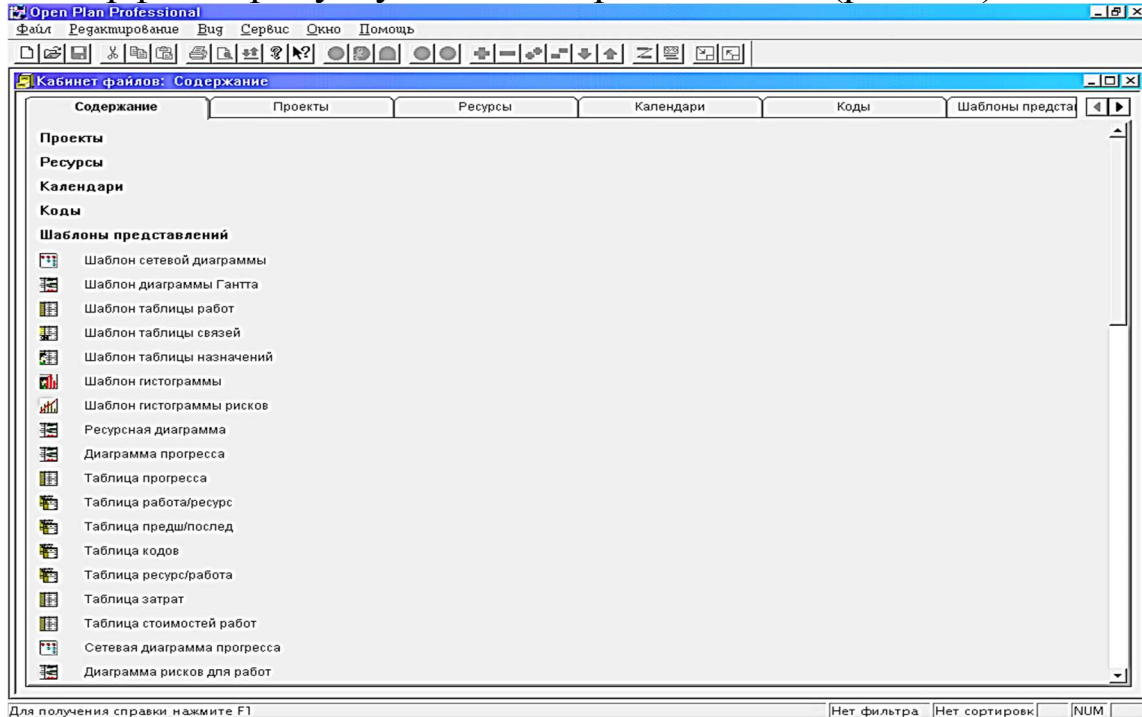 Open Plan Professional
Файл Редактирование Вид Сервис Окно Помощь
Кабинет файлов: Содержание
Содержание Проекты Ресурсы Календари Коды Шаблоны предста
Проекты
Ресурсы
Календари
Коды
Шаблоны представлений
Шаблон сетевой диаграммы
Шаблон диаграммы Гантта
Шаблон таблицы работ
Шаблон таблицы связей
Шаблон таблицы назначений
Шаблон гистограммы
Шаблон гистограммы рисков
Ресурсная диаграмма
Диаграмма прогресса
Таблица прогресса
Таблица работа/ресурс
Таблица предш/послед
Таблица кодов
Таблица ресурс/работа
Таблица затрат
Таблица стоимостей работ
Сетевая диаграмма прогресса
Диаграмма рисков для работ
Для получения справки нажмите F1 Нет фильтра Нет сортировк NUM